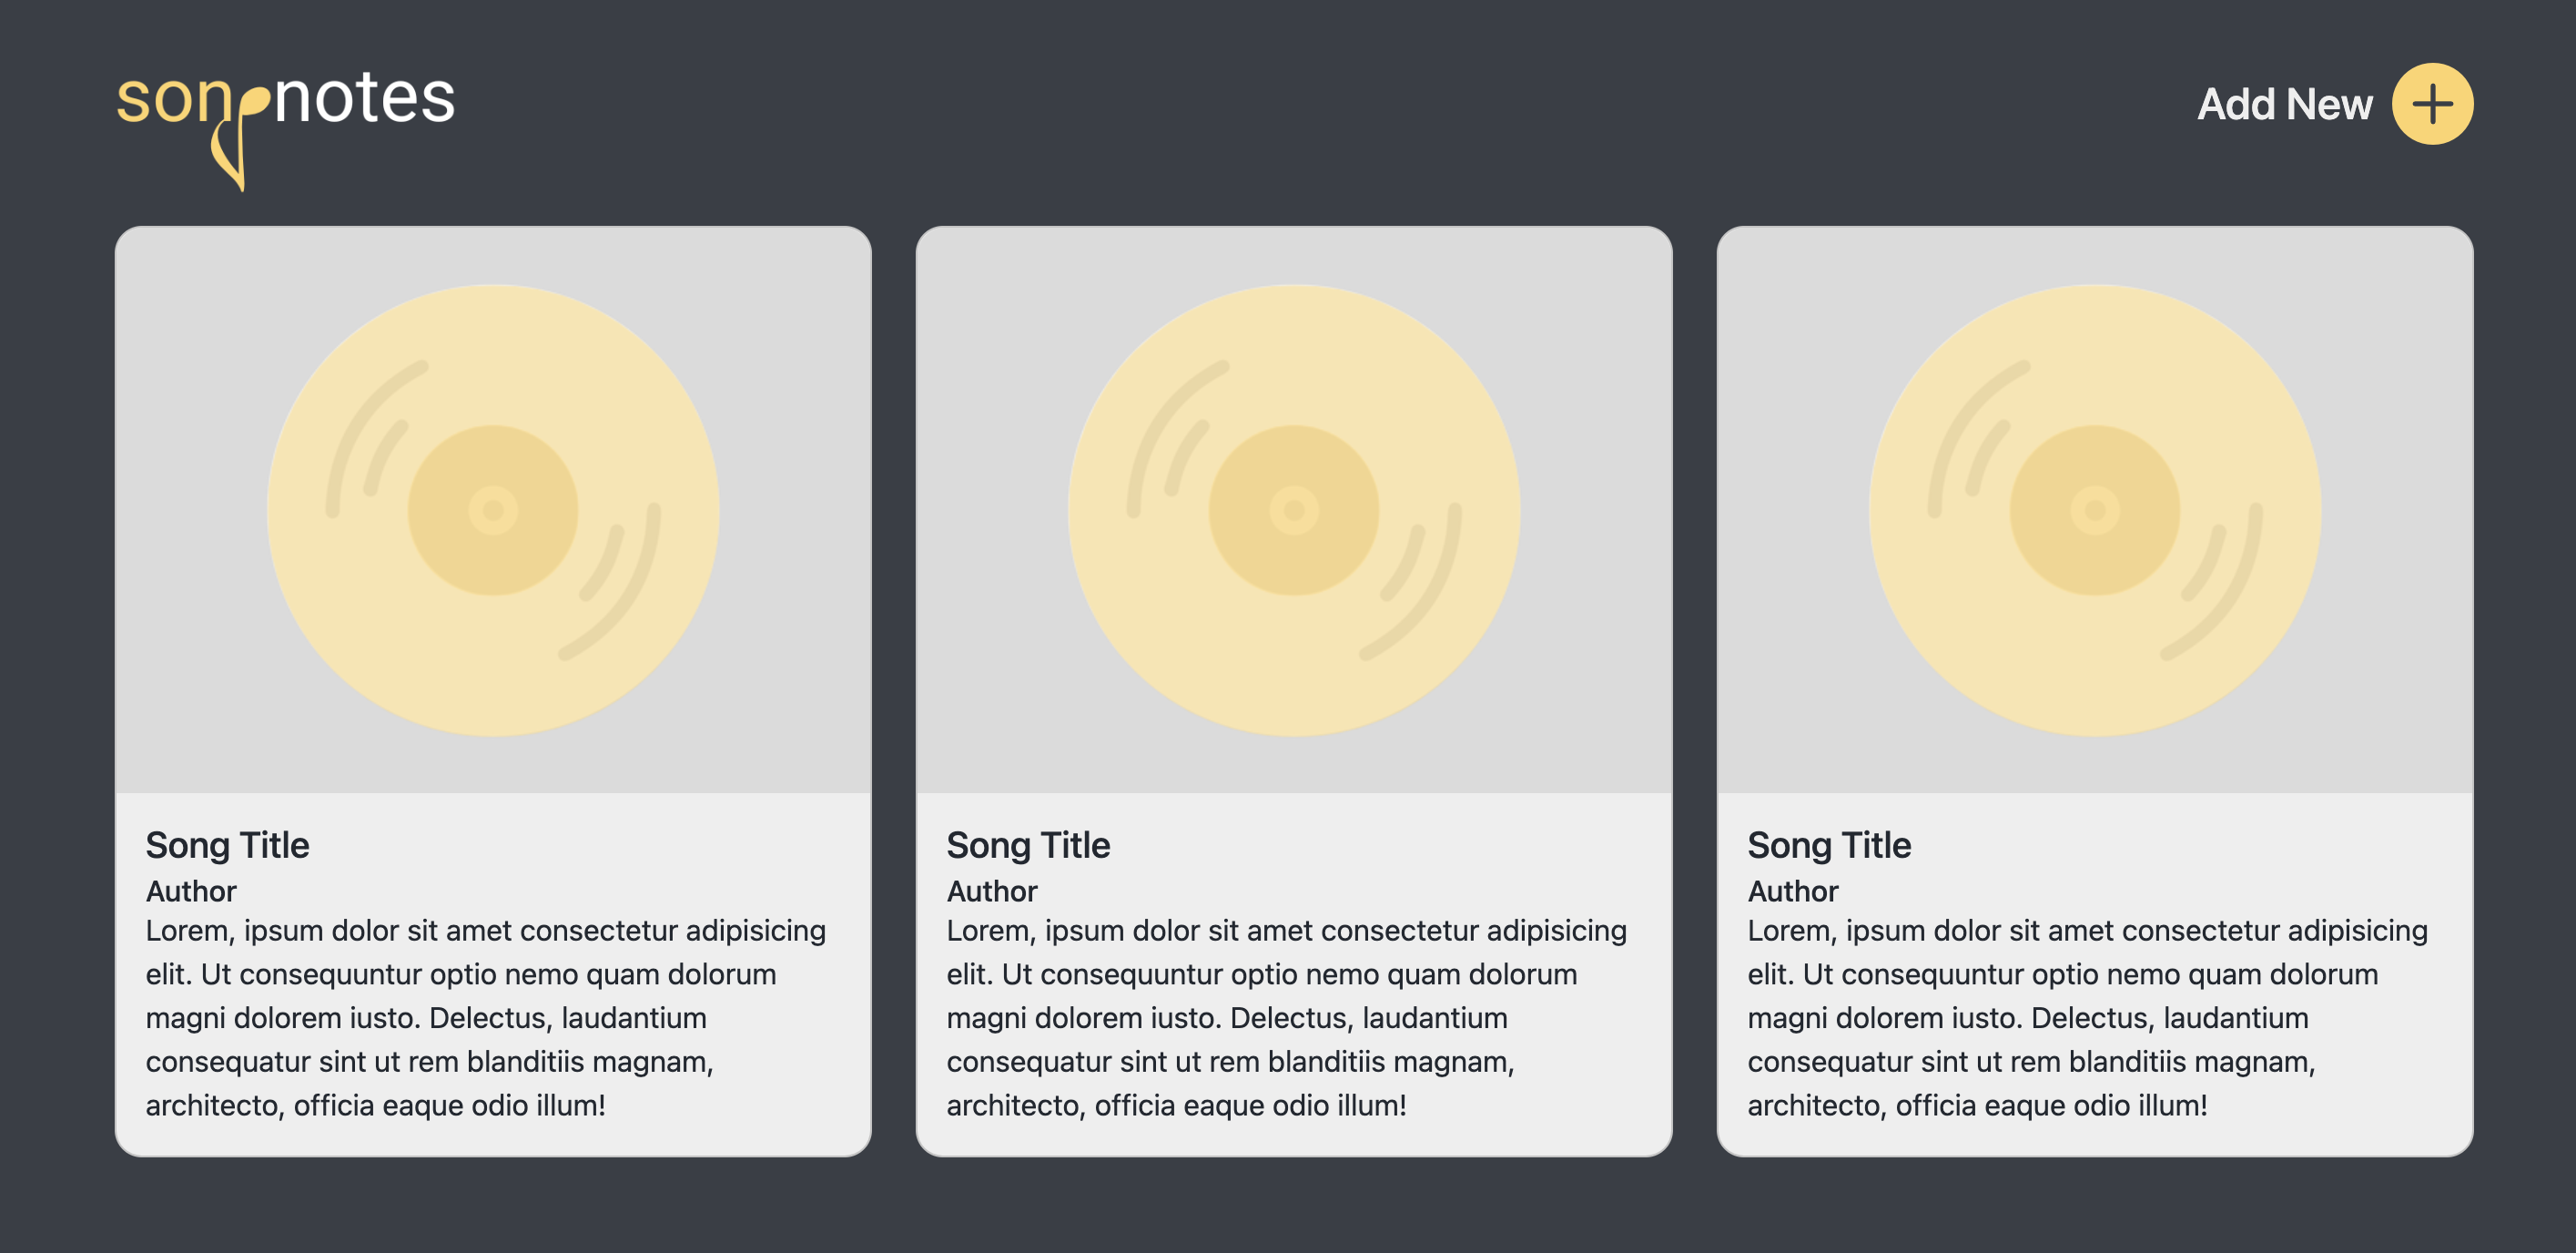 songnotes
Add New
Song Title
Author
Lorem, ipsum dolor sit amet consectetur adipisicing
elit. Ut consequuntur optio nemo quam dolorum
magni dolorem iusto. Delectus, laudantium
consequatur sint ut rem blanditiis magnam,
architecto, officia eaque odio illum!
Song Title
Author
Lorem, ipsum dolor sit amet consectetur adipisicing
elit. Ut consequuntur optio nemo quam dolorum
magni dolorem iusto. Delectus, laudantium
consequatur sint ut rem blanditiis magnam,
architecto, officia eaque odio illum!
Song Title
Author
Lorem, ipsum dolor sit amet consectetur adipisicing
elit. Ut consequuntur optio nemo quam dolorum
magni dolorem iusto. Delectus, laudantium
consequatur sint ut rem blanditiis magnam,
architecto, officia eaque odio illum!